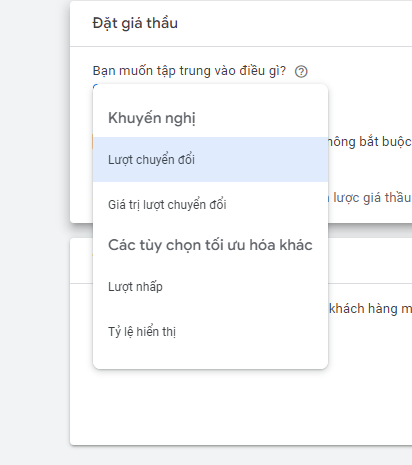 Đặt giá thầu
Bạn muốn tập trung vào điều gì?
Khuyến nghị
Lượt chuyển đổi
bắt buộc
Giá trị lượt chuyển đổi
lược giá thầu
Các tùy chọn tối ưu hóa khác
Lượt nhấp
khách hàng
Tỷ lệ hiển thị